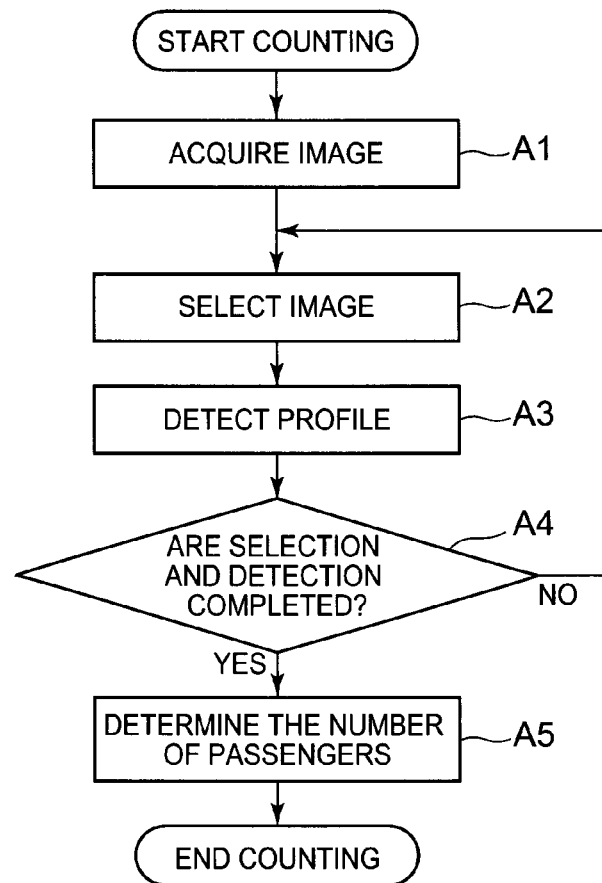 START COUNTING
ACQUIRE IMAGE
A1
SELECT IMAGE
A2
DETECT PROFILE
A3
ARE SELECTION
AND DETECTION
COMPLETED?
A4
NO
YES
DETERMINE THE NUMBER
OF PASSENGERS
A5
END COUNTING